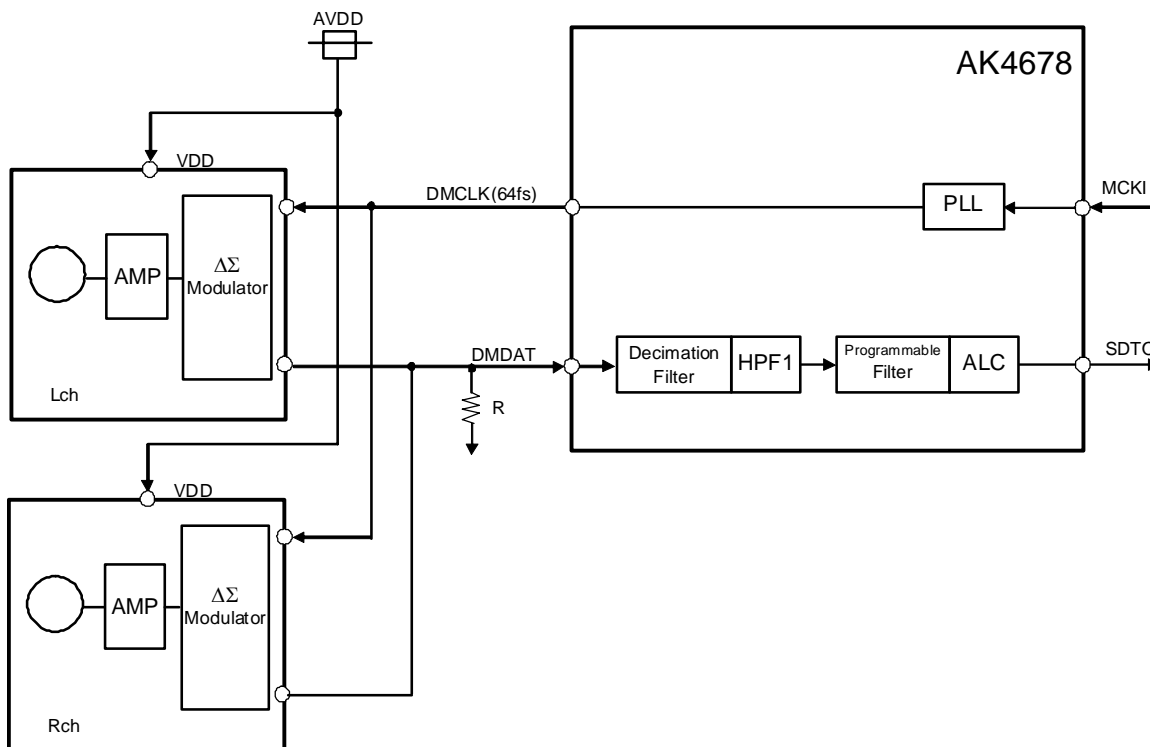 AVDD
AK4678
VDD
DMCLK(64fs)
MCKI
PLL
AMP
ΔΣ
Modulator
DMDAT
Decimation
Filter
HPF1
Programmable
Filter
ALC
SDTO
Lch
R
VDD
AMP
ΔΣ
Modulator
Rch